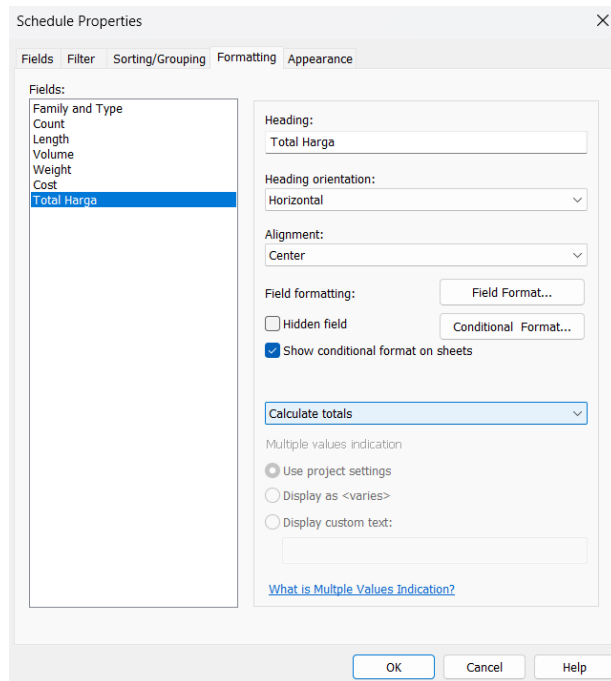 Schedule Properties
Fields Filter Sorting/Grouping Formatting Appearance
Fields:
Family and Type
Count
Length
Volume
Weight
Cost
Total Harga
Heading:
Total Harga
Heading orientation:
Horizontal
Alignment:
Center
Field formatting:
Field Format...
Hidden field
Conditional Format...
Show conditional format on sheets
Calculate totals
Multiple values indication
Use project settings
Display as <varies>
Display custom text:
What is Multple Values Indication?
OK Cancel Help